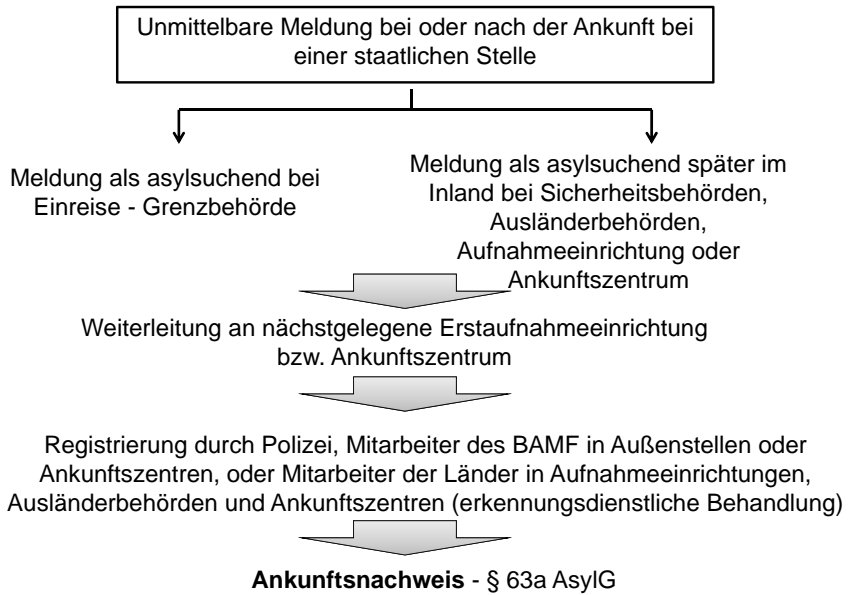 Unmittelbare Meldung bei oder nach der Ankunft bei
einer staatlichen Stelle
Meldung als asylsuchend bei
Einreise - Grenzbehörde
Meldung als asylsuchend später im
Inland bei Sicherheitsbehörden,
Ausländerbehörden,
Aufnahmeeinrichtung oder
Ankunftszentrum
Weiterleitung an nächstgelegene Erstaufnahmeeinrichtung
bzw. Ankunftszentrum
Registrierung durch Polizei, Mitarbeiter des BAMF in Außenstellen oder
Ankunftszentren, oder Mitarbeiter der Länder in Aufnahmeeinrichtungen,
Ausländerbehörden und Ankunftszentren (erkennungsdienstliche Behandlung)
Ankunftsnachweis - § 63a AsylG